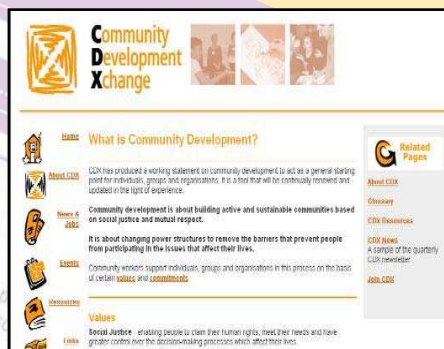 Community
Development
Xchange
Home
About CDX
News &
Jobs
Events
Resources
Links
What is Community Development?
CDX has produced a working statement on community development to act as a general starting
point for individuals, groups and organisations. It is a tool that will be continually renewed and
updated in the light of experience.
Community development is about building active and sustainable communities based
on social justice and mutual respect.
It is about changing power structures to remove the barriers that prevent people
from participating in the issues that affect their lives.
Community workers support individuals, groups and organisations in this process on the basis
of certain values and commitments
Values
Social Justice - enabling people to claim their human rights, meet their needs and have
greater control over the decision-making processes which affect their lives
Related
Pages
About CDX
Glossary
CDX Resources
CDX News
A sample of the quarterly
CDX newsletter
Join CDX